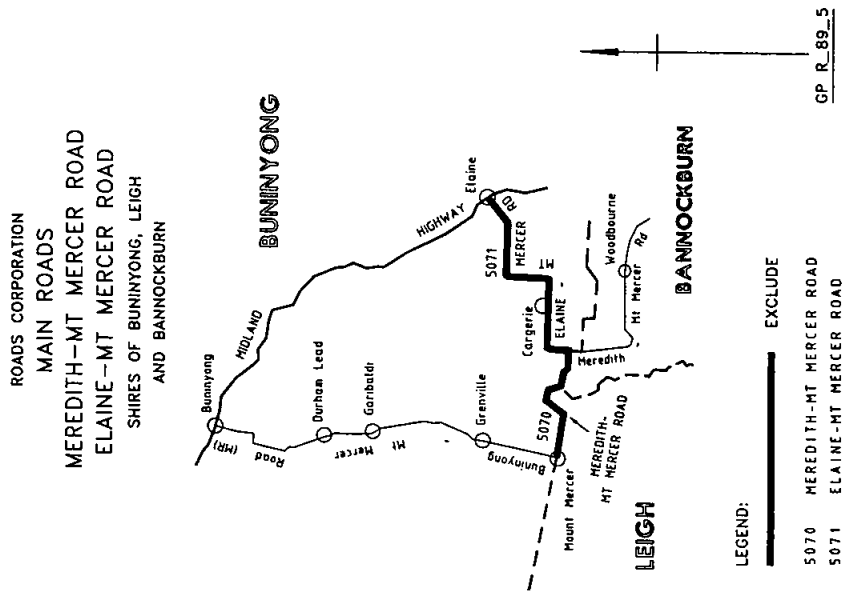 ROADS CORPORATION
MAIN ROADS
MEREDITH-MT MERCER ROAD
ELAINE-MT MERCER ROAD
SHIRES OF BUNINYONG, LEIGH
AND BANNOCKBURN
BUNINYONG
Buninyong
MIDLAND
HIGHWAY
Elaine
Road (MR)
Durham Lead
Garibaldi
Mt Mercer
Grenville
Buninyong
Mount Mercer
5071
MERCER
RD
MT
ELAINE
Cargerie
5070
MEREDITH-
MT MERCER ROAD
Meredith
Mt Mercer Rd
Woodbourne
LEIGH
BANNOCKBURN
LEGEND:
EXCLUDE
5070 MEREDITH-MT MERCER ROAD
5071 ELAINE-MT MERCER ROAD
GP R_89_5